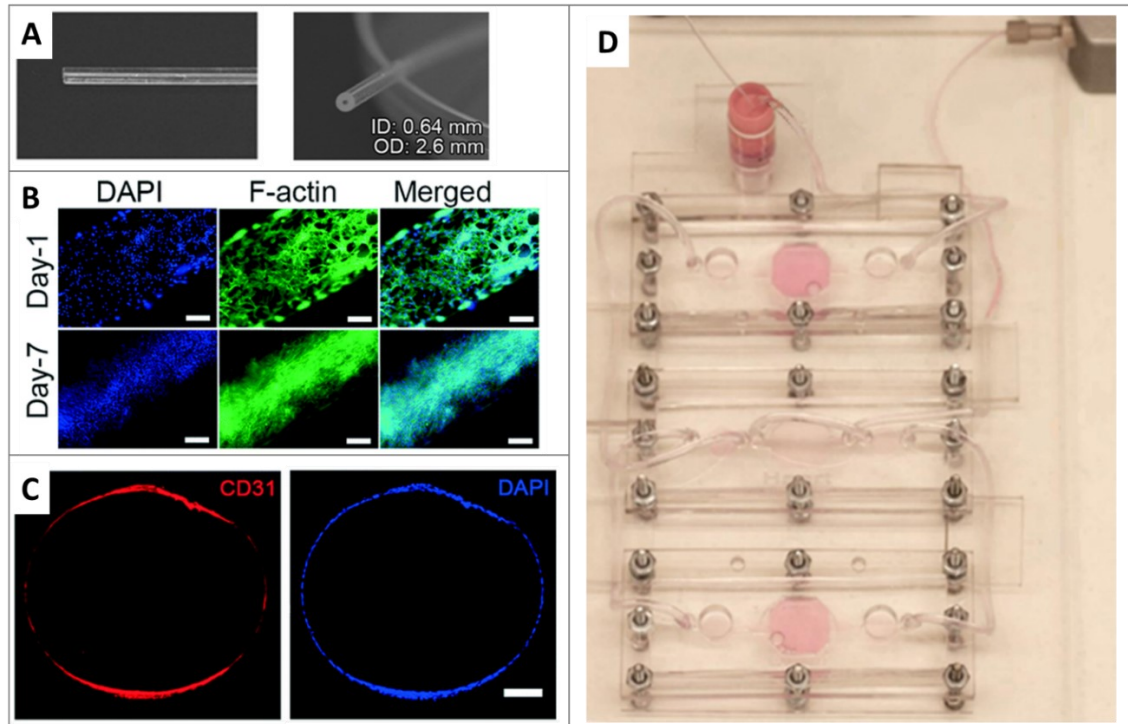 A
ID: 0.64 mm
OD: 2.6 mm
B
DAPI
F-actin
Merged
Day-1
Day-7
C
CD31
DAPI
D